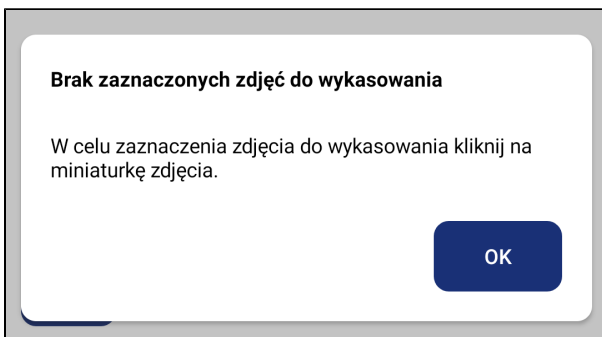 Brak zaznaczonych zdjęć do wykasowania
W celu zaznaczenia zdjęcia do wykasowania kliknij na
miniaturkę zdjęcia.
OK